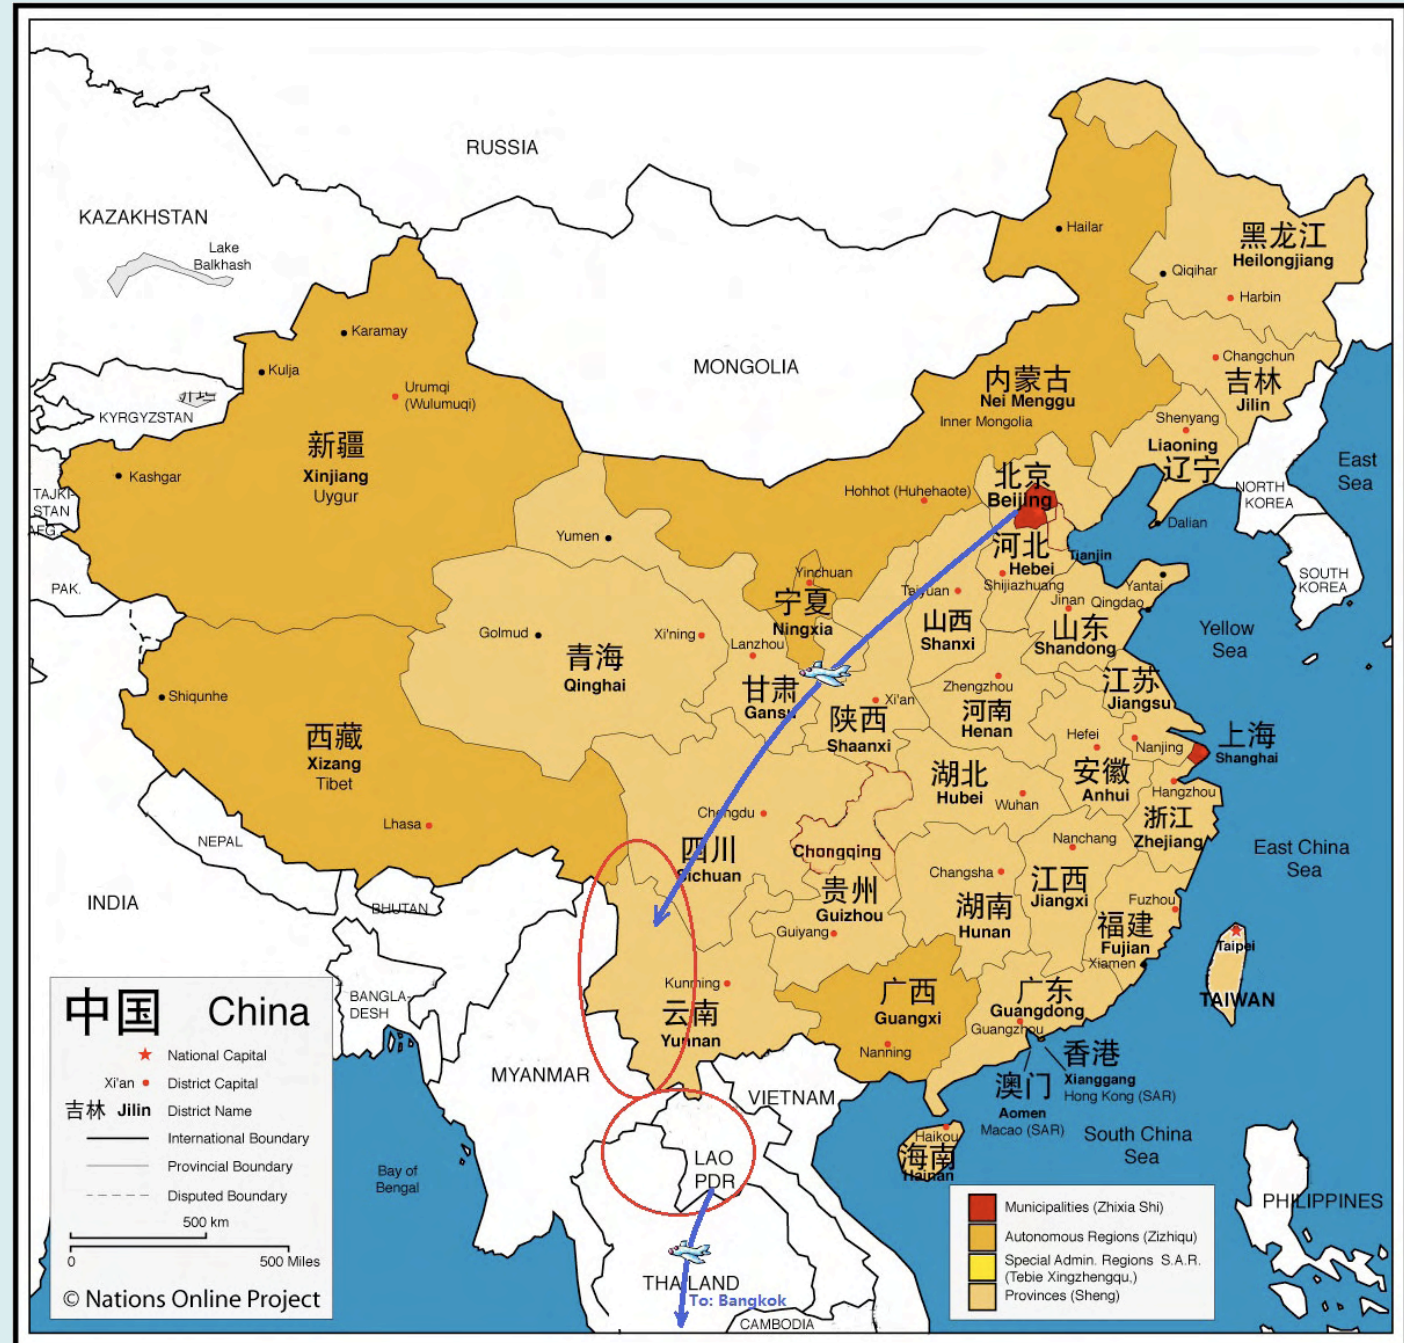 RUSSIA
KAZAKHSTAN
Lake
Balkhash
Hailar
黑龙江
Heilongjiang
Qiqihar
Harbin
Karamay
Kulja
Urumqi
(Wulumuqi)
MONGOLIA
内蒙古
Nei Menggu
Inner Mongolia
Changchun
吉林
Jilin
KYRGYZSTAN
新疆
Xinjiang
Uygur
Kashgar
Shenyang
Liaoning
辽宁
East
Sea
TAJKI-
STAN
AFG.
PAK.
Hohhot (Huhehaote)
北京
Beijing
NORTH
KOREA
Dalian
Yumen
河北
Hebei
Tianjin
Yinchuan
宁夏
Ningxia
Taiyuan
Shijiazhuang
Yantai
SOUTH
KOREA
Jinan
Qingdao
Golmud
青海
Qinghai
Xi'ning
Lanzhou
山西
Shanxi
山东
Shandong
Yellow
Sea
甘肃
Gansu
陕西
Shaanxi
Xi'an
Zhengzhou
河南
Henan
江苏
Jiangsu
Shiqunhe
西藏
Xizang
Tibet
Hefei
Nanjing
上海
Shanghai
湖北
Hubei
Wuhan
安徽
Anhui
Hangzhou
浙江
Zhejiang
Lhasa
Chengdu
四川
Sichuan
Chongqing
Nanchang
NEPAL
Changsha
江西
Jiangxi
East China
Sea
INDIA
BHUTAN
贵州
Guizhou
湖南
Hunan
Fuzhou
福建
Fujian
Guiyang
Xiamen
Taipei
TAIWAN
Kunming
云南
Yunnan
广西
Guangxi
广东
Guangdong
Guangzhou
BANGLA-
DESH
Nanning
香港
Xianggang
Hong Kong (SAR)
澳门
Aomen
Macao (SAR)
MYANMAR
VIETNAM
LAO
PDR
Haikou
海南
Hainan
South China
Sea
Bay of
Bengal
PHILIPPINES
THAILAND
To: Bangkok
CAMBODIA
中国 China
National Capital
Xi'an District Capital
吉林 Jilin District Name
International Boundary
Provincial Boundary
Disputed Boundary
500 km
0 500 Miles
© Nations Online Project
Municipalities (Zhixia Shi)
Autonomous Regions (Zizhiqu)
Special Admin. Regions S.A.R.
(Tebie Xingzhengqu,)
Provinces (Sheng)